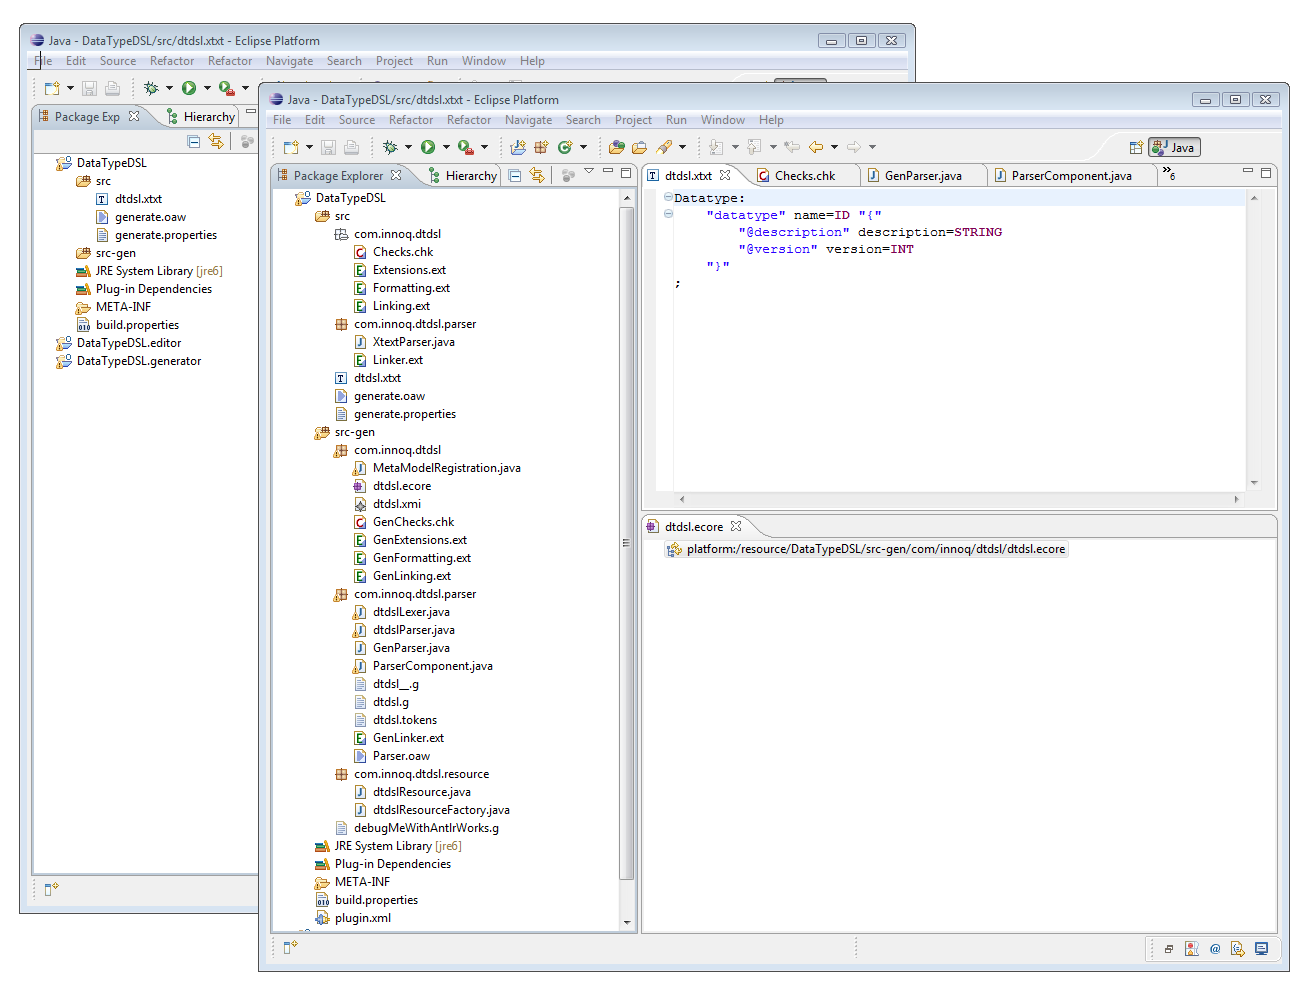 Java - DataTypeDSL/src/dtdsl.xtxt - Eclipse Platform
File Edit Source Refactor Refactor Navigate Search Project Run Window Help
Package Exp Hierarchy
DataTypeDSL
src
dtdsl.xtxt
generate.oaw
generate.properties
src-gen
JRE System Library [jre6]
Plug-in Dependencies
META-INF
build.properties
DataTypeDSL.editor
DataTypeDSL.generator
Java - DataTypeDSL/src/dtdsl.xtxt - Eclipse Platform
File Edit Source Refactor Refactor Navigate Search Project Run Window Help
Java
Package Explorer Hierarchy
DataTypeDSL
src
com.innoq.dtdsl
Checks.chk
Extensions.ext
Formatting.ext
Linking.ext
com.innoq.dtdsl.parser
XtextParser.java
Linker.ext
dtdsl.xtxt
generate.oaw
generate.properties
src-gen
com.innoq.dtdsl
MetaModelRegistration.java
dtdsl.ecore
dtdsl.xmi
GenChecks.chk
GenExtensions.ext
GenFormatting.ext
GenLinking.ext
com.innoq.dtdsl.parser
dtdslLexer.java
dtdslParser.java
GenParser.java
ParserComponent.java
dtdsl__.g
dtdsl.g
dtdsl.tokens
GenLinker.ext
Parser.oaw
com.innoq.dtdsl.resource
dtdslResource.java
dtdslResourceFactory.java
debugMeWithAntlrWorks.g
JRE System Library [jre6]
Plug-in Dependencies
META-INF
build.properties
plugin.xml
dtdsl.xtxt Checks.chk GenParser.java ParserComponent.java »6
Datatype:
"datatype" name=ID "{"
"@description" description=STRING
"@version" version=INT
"}"
;
dtdsl.ecore
platform:/resource/DataTypeDSL/src-gen/com/innoq/dtdsl/dtdsl.ecore